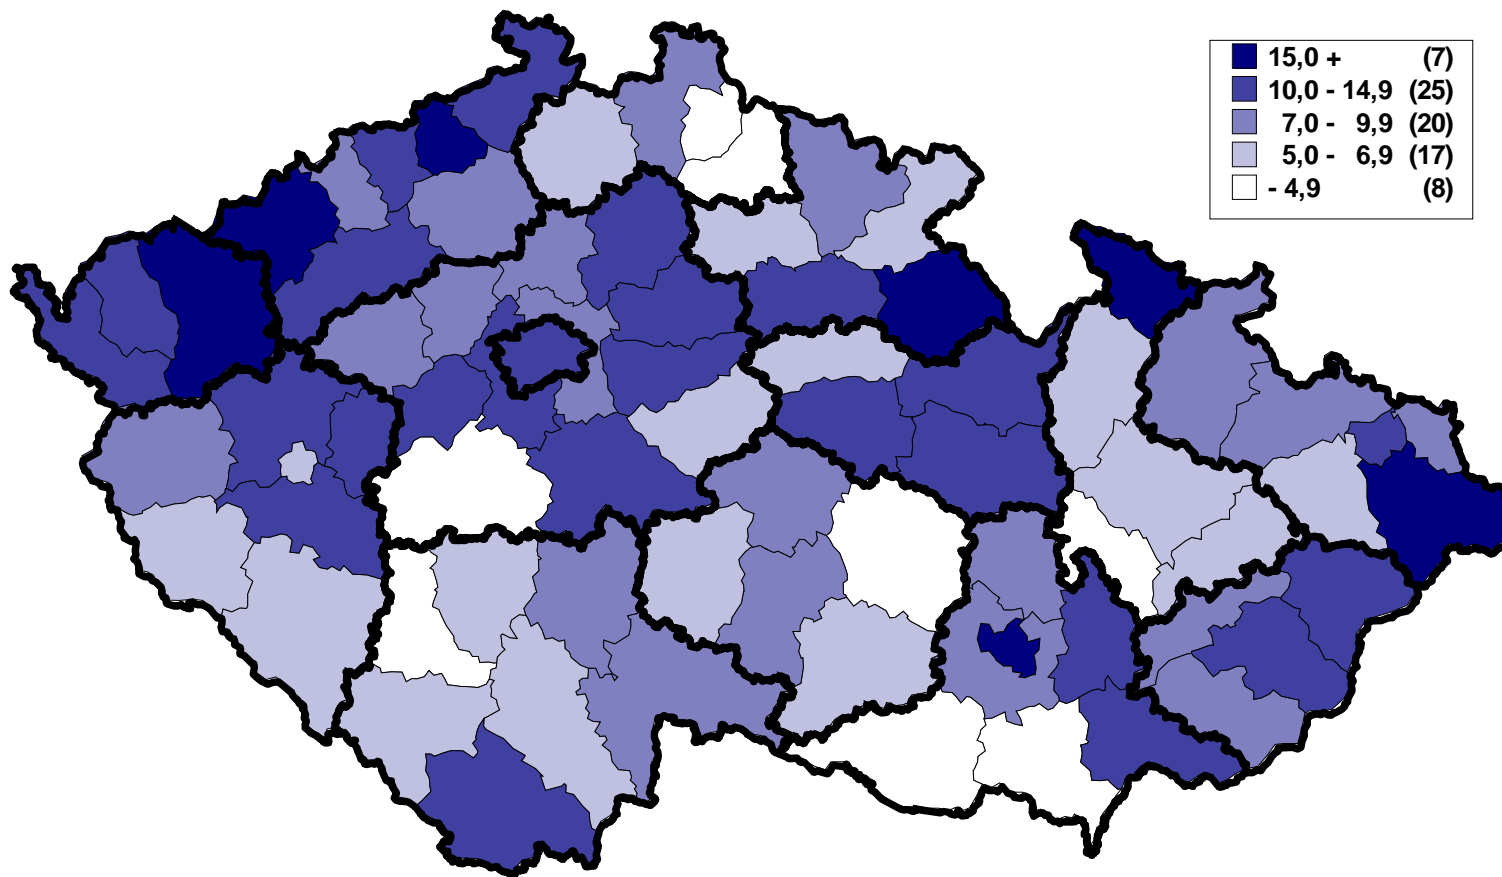 15,0 + (7)
10,0 - 14,9 (25)
7,0 - 9,9 (20)
5,0 - 6,9 (17)
- 4,9 (8)